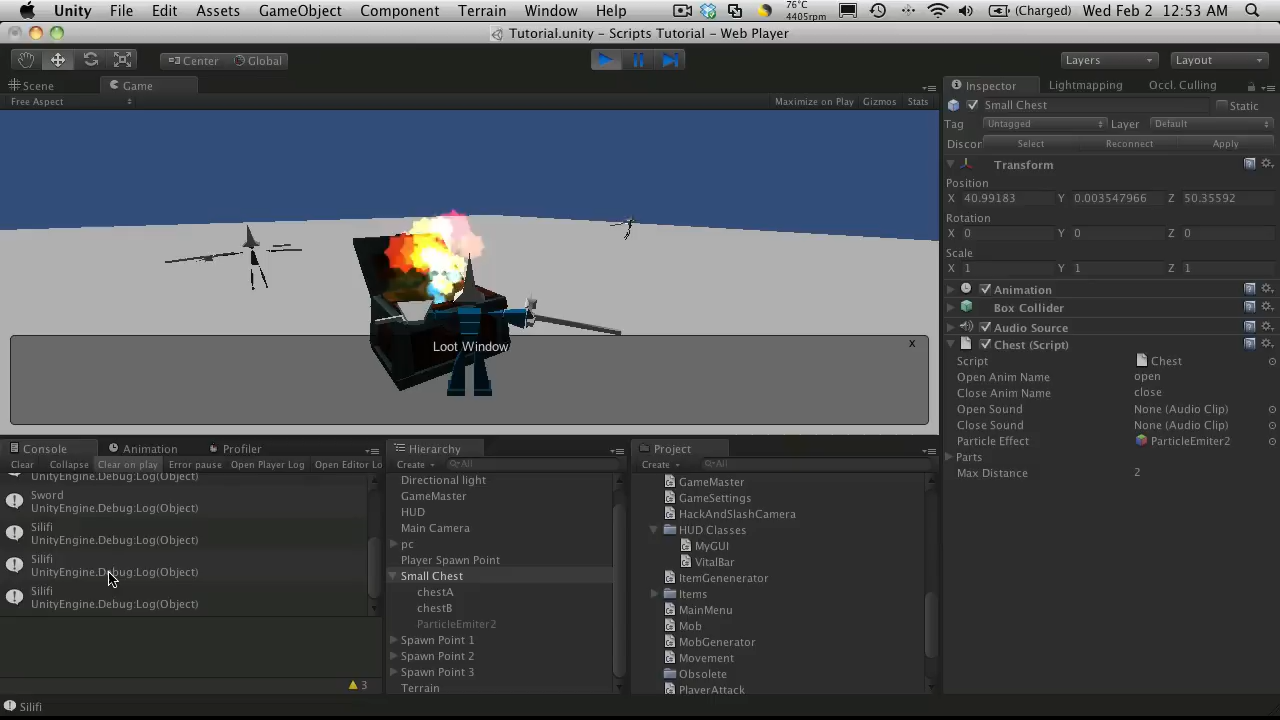 Unity File Edit Assets GameObject Component Terrain Window Help 76°C 4405rpm (Charged) Wed Feb 2 12:53 AM
Tutorial.unity - Scripts Tutorial - Web Player
Center Global Layers Layout
Scene Game
Free Aspect Maximize on Play Gizmos Stats
Loot Window x
Inspector Lightmapping Occl. Culling
Small Chest Static
Tag Untagged Layer Default
Discor Select Reconnect Apply
Transform
Position
X 40.99183 Y 0.003547966 Z 50.35592
Rotation
X 0 Y 0 Z 0
Scale
X 1 Y 1 Z 1
Animation
Box Collider
Audio Source
Chest (Script)
Script Chest
Open Anim Name open
Close Anim Name close
Open Sound None (Audio Clip)
Close Sound None (Audio Clip)
Particle Effect ParticleEmiter2
Parts
Max Distance 2
Console Animation Profiler
Clear Collapse Clear on play Error pause Open Player Log Open Editor Lo
UnityEngine.Debug:Log(Object)
Sword
UnityEngine.Debug:Log(Object)
Silifi
UnityEngine.Debug:Log(Object)
Silifi
UnityEngine.Debug:Log(Object)
Silifi
UnityEngine.Debug:Log(Object)
3
Silifi
Hierarchy
Create All
Directional light
GameMaster
HUD
Main Camera
pc
Player Spawn Point
Small Chest
chestA
chestB
ParticleEmiter2
Spawn Point 1
Spawn Point 2
Spawn Point 3
Terrain
Project
Create All
GameMaster
GameSettings
HackAndSlashCamera
HUD Classes
MyGUI
VitalBar
ItemGenenerator
Items
MainMenu
Mob
MobGenerator
Movement
Obsolete
PlayerAttack